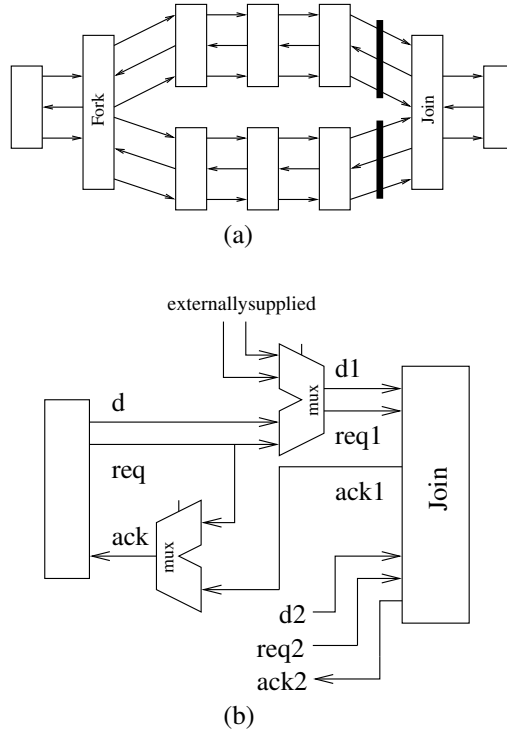 Fork
Join
(a)
externallysupplied
mux
d1
d
req1
req
ack1
Join
ack
mux
d2
req2
ack2
(b)